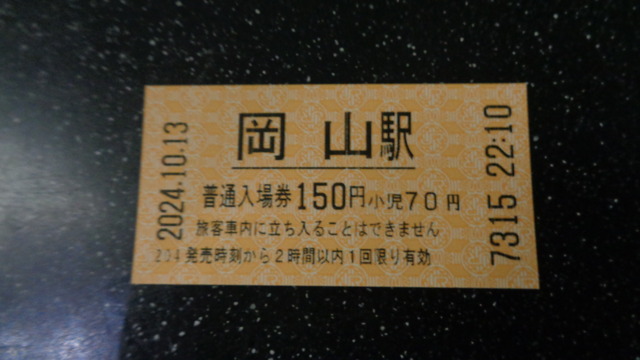 岡山駅
普通入場券150円小児70円
旅客車内に立ち入ることはできません
204発売時刻から2時間以内1回限り有効
2024.10.13
7315 22:10